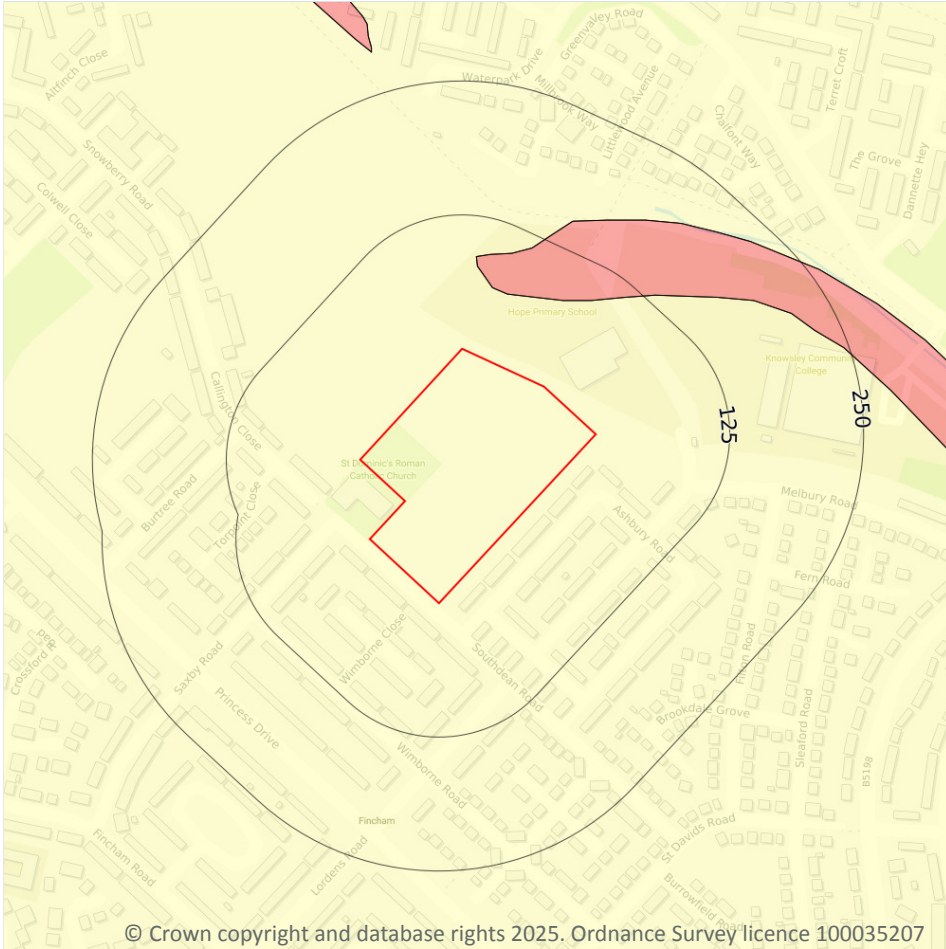 Greenavey Road
Waterpark Drive
Millbrook Way
Littlewood Avenue
Altfinch Close
Terret Croft
Chalfont Way
The Grove
Dannette Hey
Snowberry Road
Colwell Close
Hope Primary School
Knowsley Commun
College
125
250
Callington Close
St Dominic's Roman
Catholic Church
Burtree Road
Torpoint Close
Melbury Road
Ashbury Road
Fern Road
Wimborne Close
Southdean Road
Saxby Road
Princess Drive
Brookdale Grove
Sleaford Road
B5198
Wimborne Road
Fincham
St Davids Road
Fincham Road
Lordens Road
Burrowfield Road
© Crown copyright and database rights 2025. Ordnance Survey licence 100035207